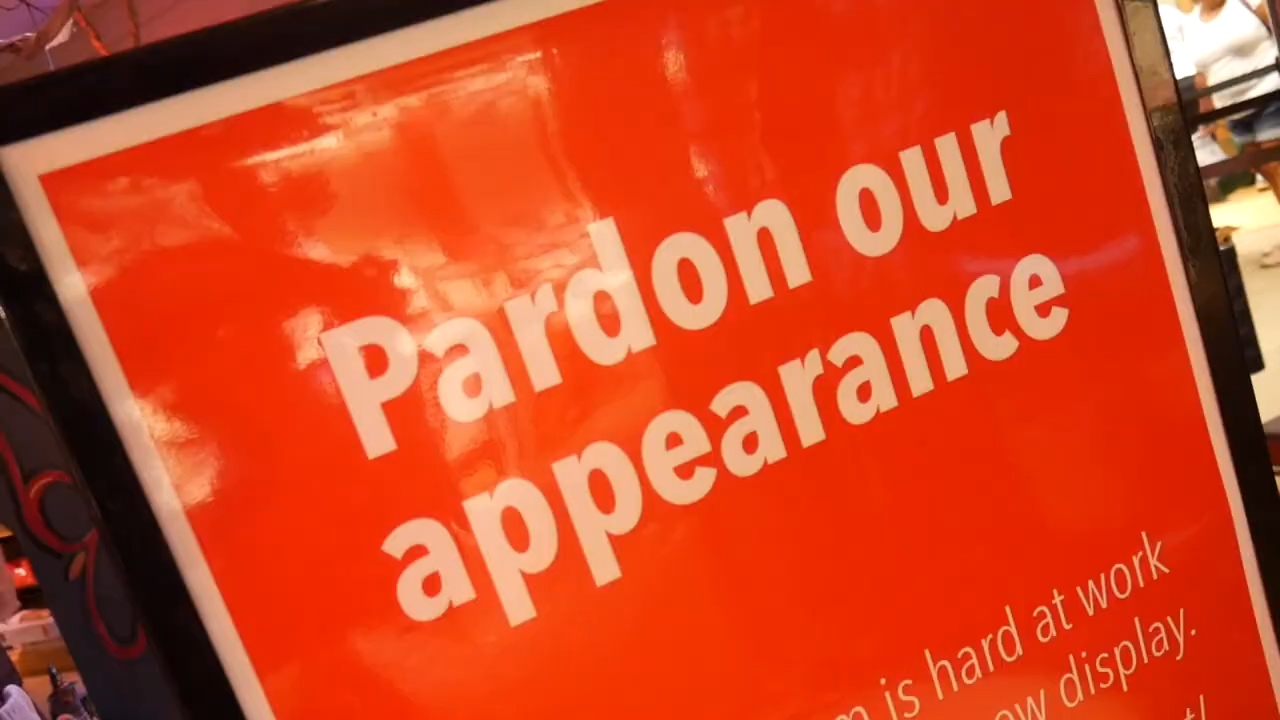 Pardon our
appearance
is hard at work
display.